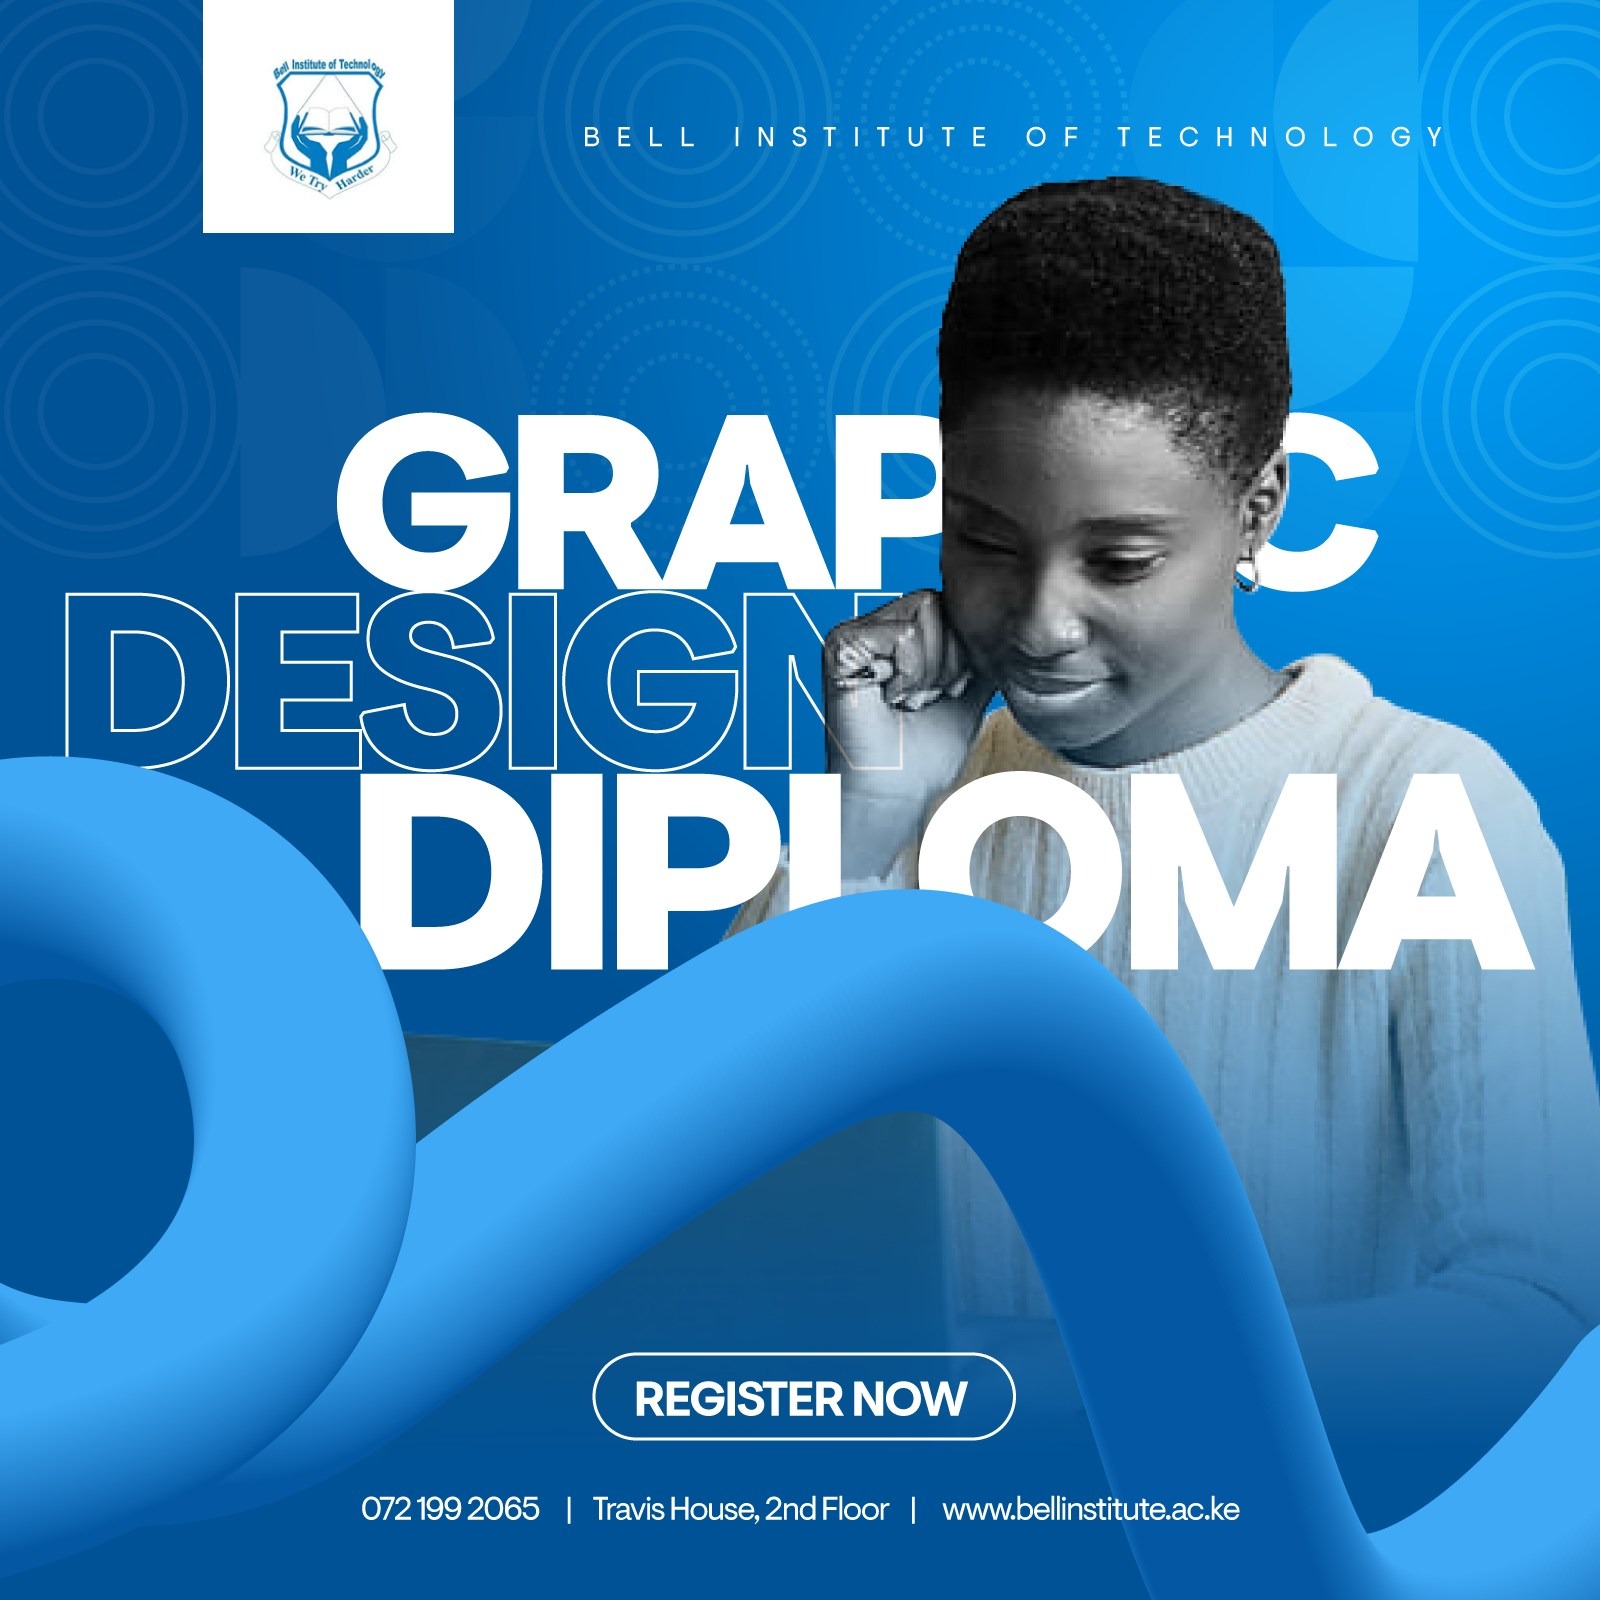 Bell Institute of Technology
We Try Harder
BELL INSTITUTE OF TECHNOLOGY
GRAPHIC
DESIGN
DIPLOMA
REGISTER NOW
072 199 2065 | Travis House, 2nd Floor | www.bellinstitute.ac.ke